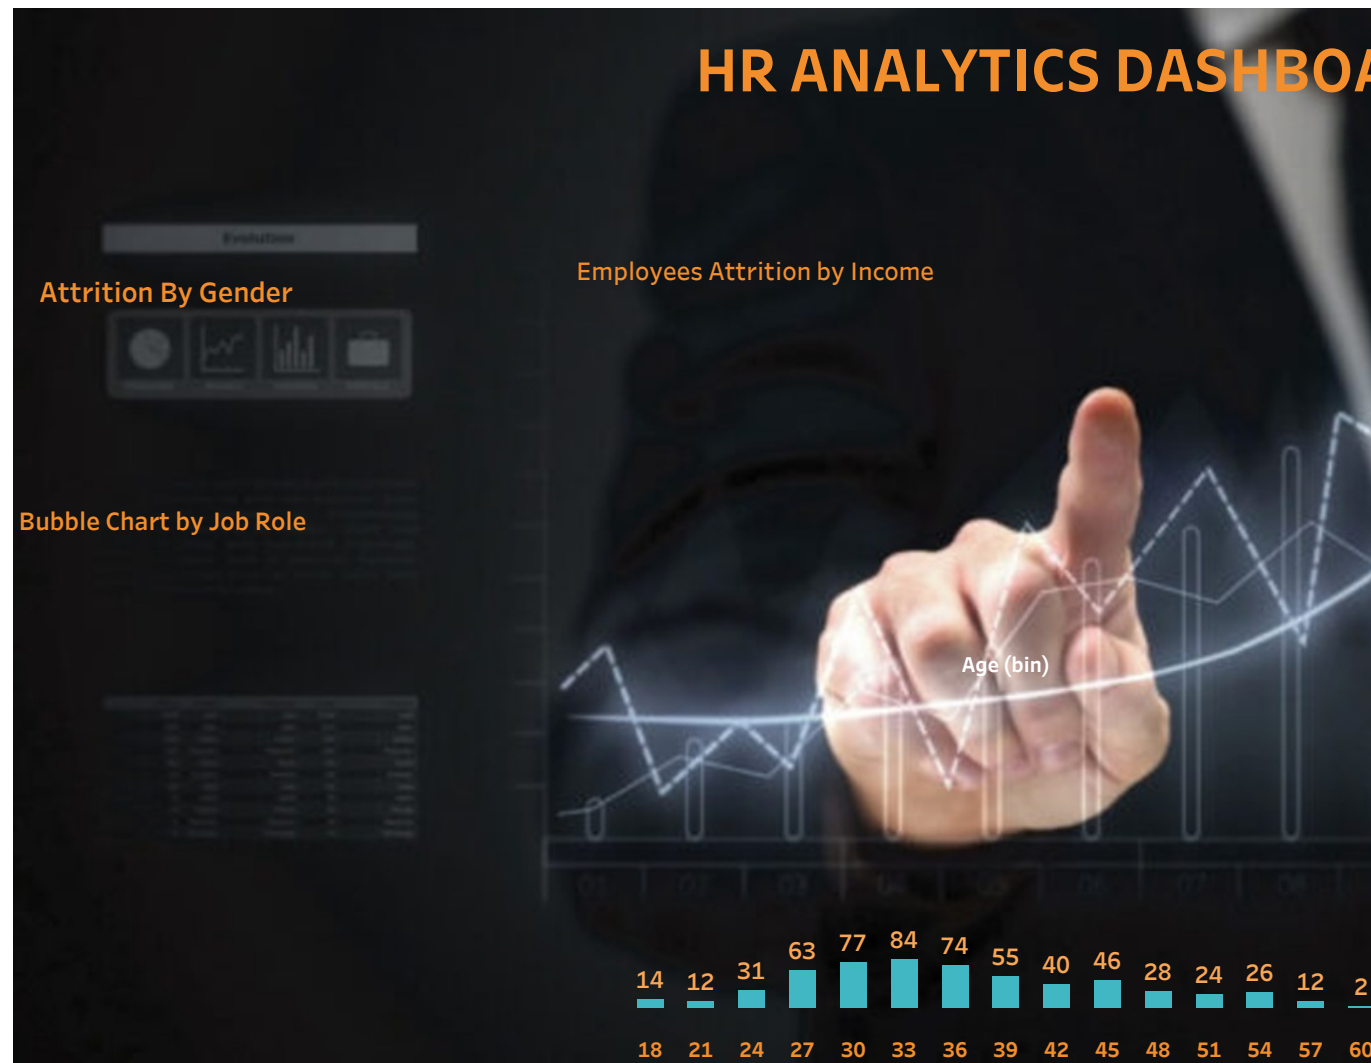 HR ANALYTICS DASHBOA
Evolution
Attrition By Gender
Employees Attrition by Income
Bubble Chart by Job Role
Age (bin)
14 12 31 63 77 84 74 55 40 46 28 24 26 12 2
18 21 24 27 30 33 36 39 42 45 48 51 54 57 60